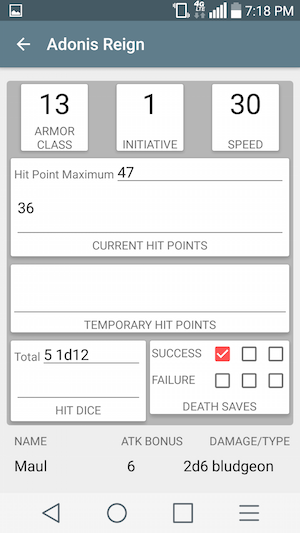 4G LTE 7:18 PM
Adonis Reign
13 1 30
ARMOR CLASS INITIATIVE SPEED
Hit Point Maximum 47
36
CURRENT HIT POINTS
TEMPORARY HIT POINTS
Total 5 1d12
HIT DICE
SUCCESS
FAILURE
DEATH SAVES
NAME ATK BONUS DAMAGE/TYPE
Maul 6 2d6 bludgeon